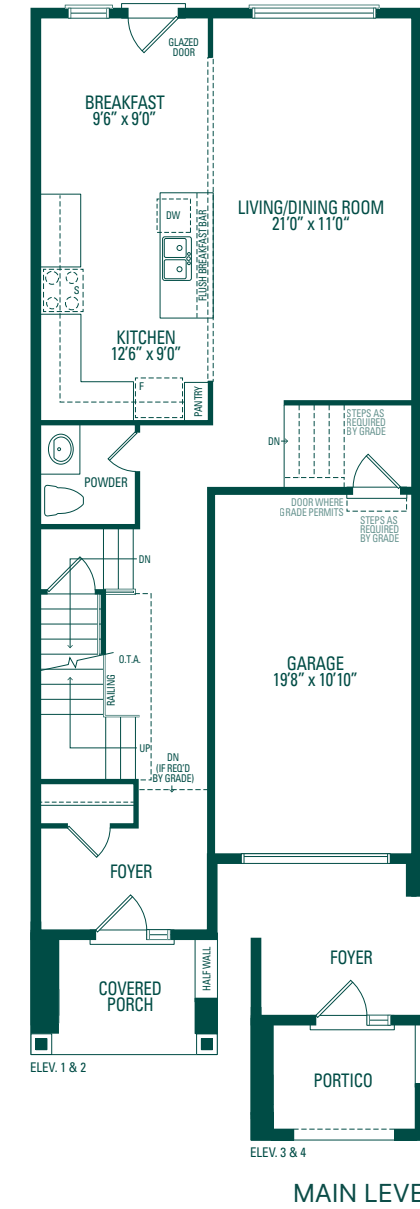 GLAZED
DOOR
BREAKFAST
9'6" x 9'0"
LIVING/DINING ROOM
21'0" x 11'0"
DW
FLUSH BREAKFAST BAR
S
KITCHEN
12'6" x 9'0"
F
PANTRY
STEPS AS
REQUIRED
BY GRADE
DN
POWDER
DOOR WHERE
GRADE PERMITS
STEPS AS
REQUIRED
BY GRADE
DN
O.T.A.
RAILING
GARAGE
19'8" x 10'10"
UP
DN
(IF REQ'D
BY GRADE)
FOYER
HALF WALL
COVERED
PORCH
FOYER
ELEV. 1 & 2
PORTICO
ELEV. 3 & 4
MAIN LEVE